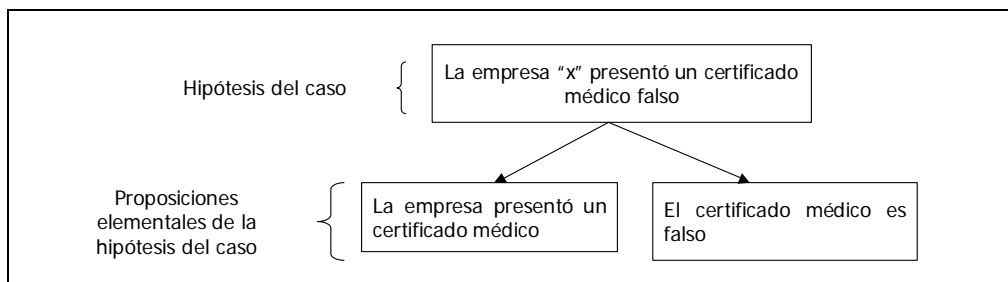 Hipótesis del caso
La empresa “x” presentó un certificado
médico falso
Proposiciones
elementales de la
hipótesis del caso
La empresa presentó un
certificado médico
El certificado médico es
falso